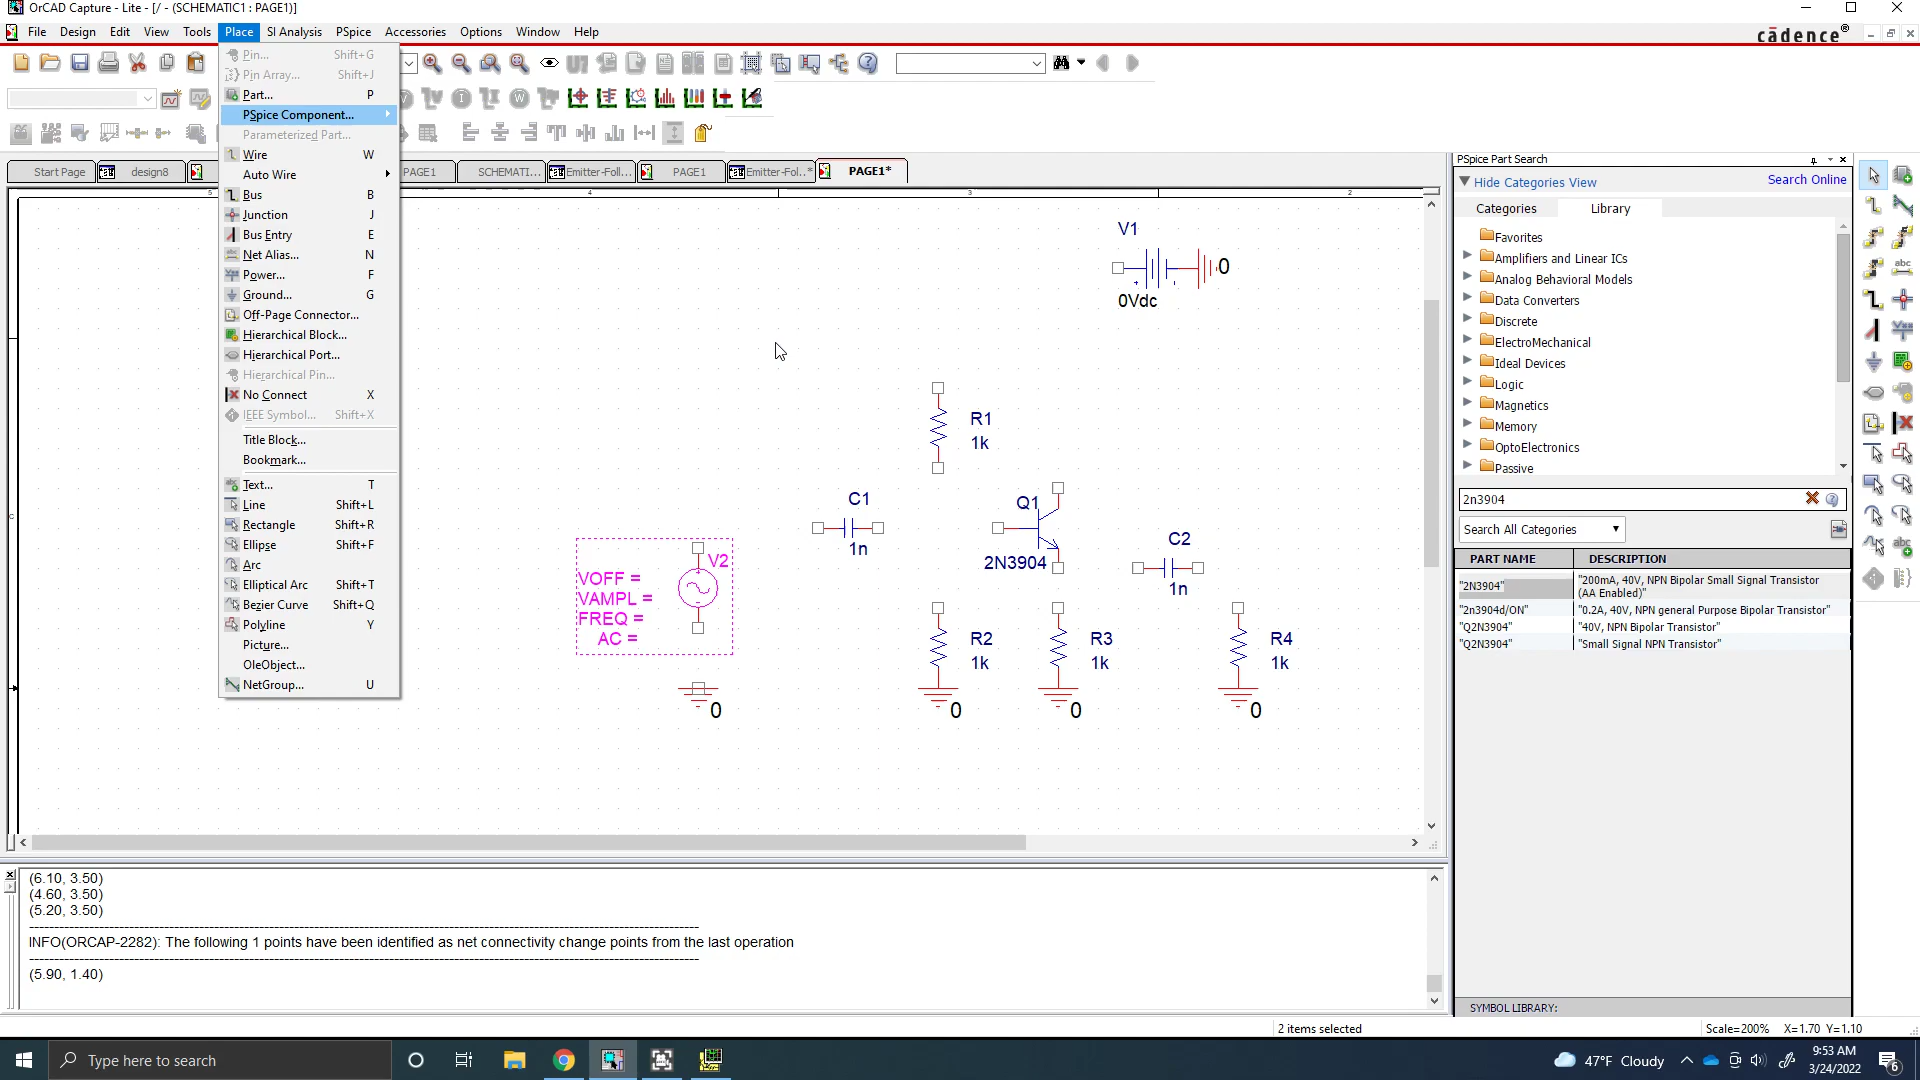 OrCAD Capture - Lite - [/ - (SCHEMATIC1 : PAGE1)]
File Design Edit View Tools Place SI Analysis PSpice Accessories Options Window Help
cādence®
Pin... Shift+G
Pin Array... Shift+J
Part... P
PSpice Component...
Parameterized Part...
Wire W
Auto Wire
Bus B
Junction J
Bus Entry E
Net Alias... N
Power... F
Ground... G
Off-Page Connector...
Hierarchical Block...
Hierarchical Port...
Hierarchical Pin...
No Connect X
IEEE Symbol... Shift+X
Title Block...
Bookmark...
Text... T
Line Shift+L
Rectangle Shift+R
Ellipse Shift+F
Arc
Elliptical Arc Shift+T
Bezier Curve Shift+Q
Polyline Y
Picture...
OleObject...
NetGroup... U
Start Page design8 PAGE1 SCHEMATI... Emitter-Foll... PAGE1 Emitter-Fol...* PAGE1*
5 4 3 2
C
V1
0
0Vdc
R1
1k
C1
1n
Q1
2N3904
C2
1n
V2
VOFF =
VAMPL =
FREQ =
AC =
0
R2
1k
0
R3
1k
0
R4
1k
0
PSpice Part Search
Hide Categories View Search Online
Categories Library
Favorites
Amplifiers and Linear ICs
Analog Behavioral Models
Data Converters
Discrete
ElectroMechanical
Ideal Devices
Logic
Magnetics
Memory
OptoElectronics
Passive
2n3904
Search All Categories
PART NAME DESCRIPTION
"2N3904" "200mA, 40V, NPN Bipolar Small Signal Transistor
(AA Enabled)"
"2n3904d/ON" "0.2A, 40V, NPN general Purpose Bipolar Transistor"
"Q2N3904" "40V, NPN Bipolar Transistor"
"Q2N3904" "Small Signal NPN Transistor"
SYMBOL LIBRARY:
(6.10, 3.50)
(4.60, 3.50)
(5.20, 3.50)
INFO(ORCAP-2282): The following 1 points have been identified as net connectivity change points from the last operation
(5.90, 1.40)
2 items selected Scale=200% X=1.70 Y=1.10
Type here to search
47°F Cloudy
9:53 AM
3/24/2022
6